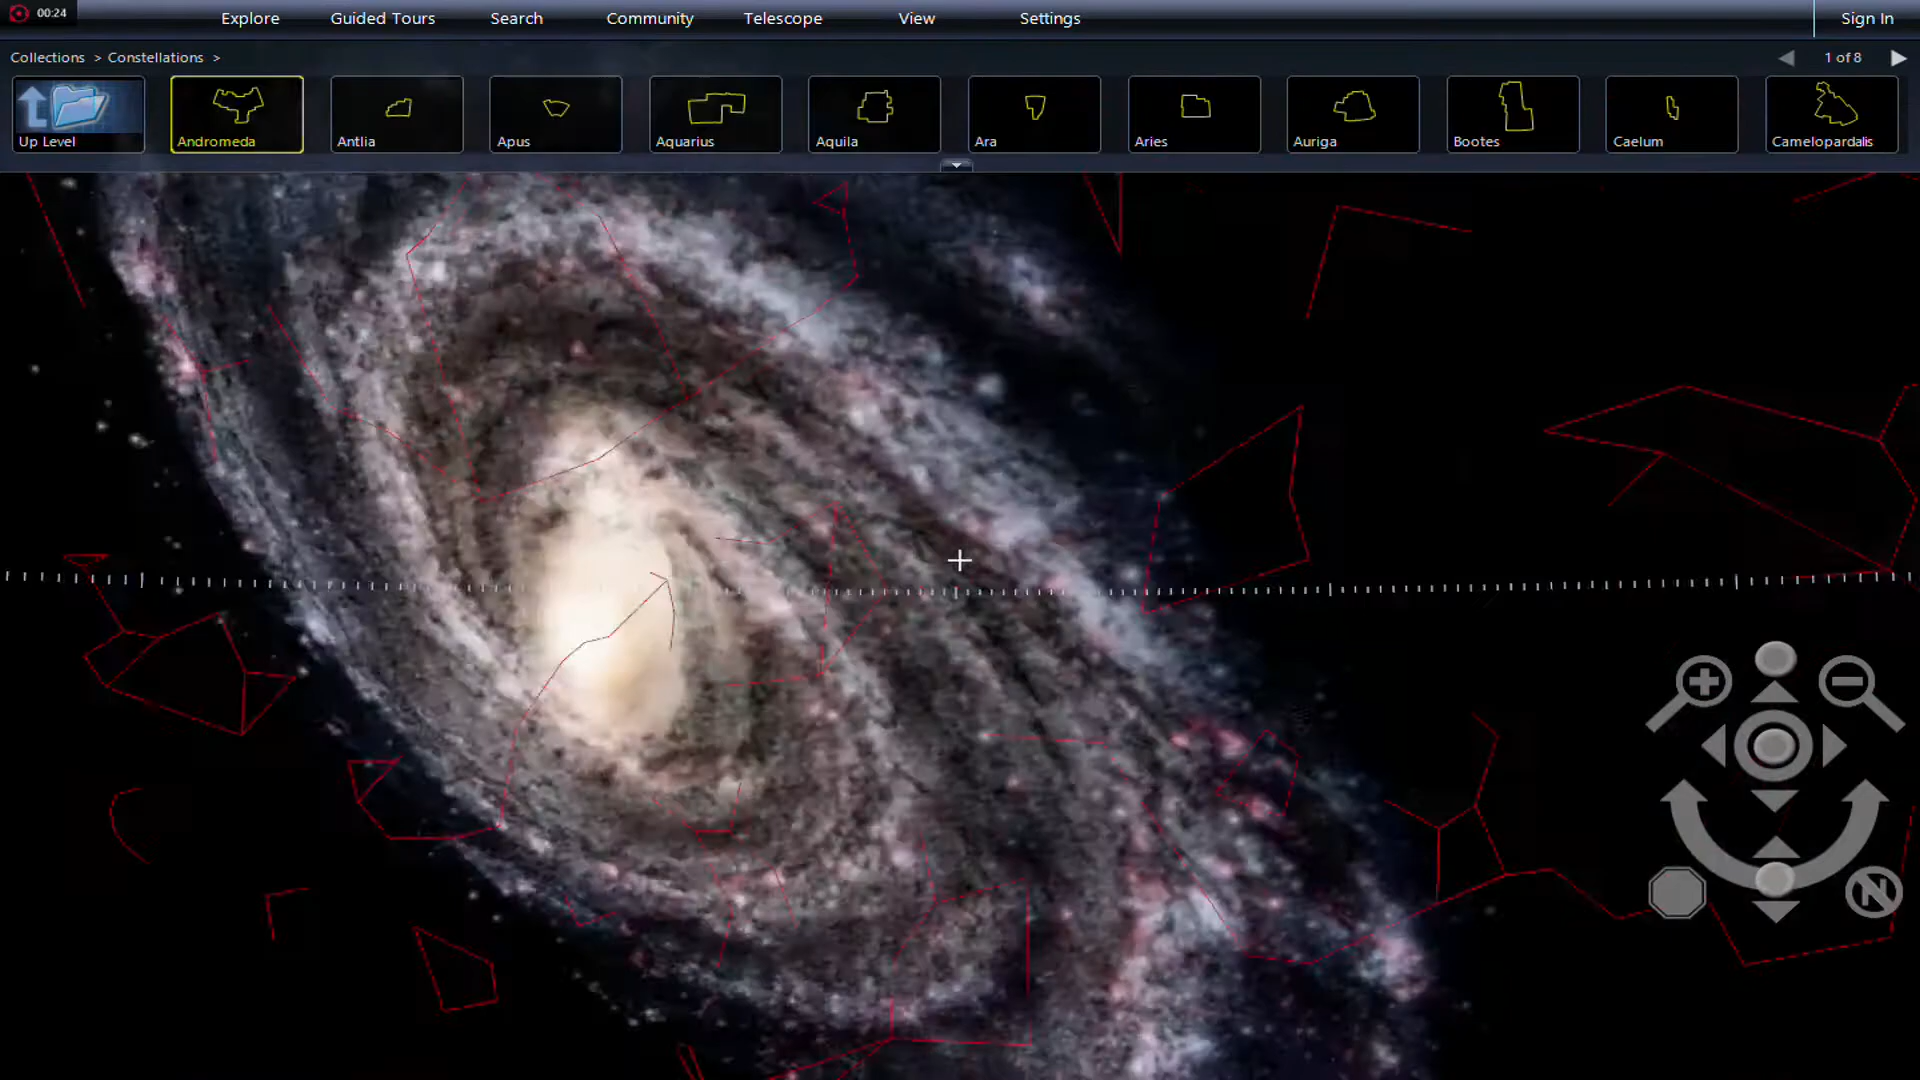 00:24
Explore Guided Tours Search Community Telescope View Settings Sign In
Collections > Constellations > 1 of 8
Up Level Andromeda Antlia Apus Aquarius Aquila Ara Aries Auriga Bootes Caelum Camelopardalis
N